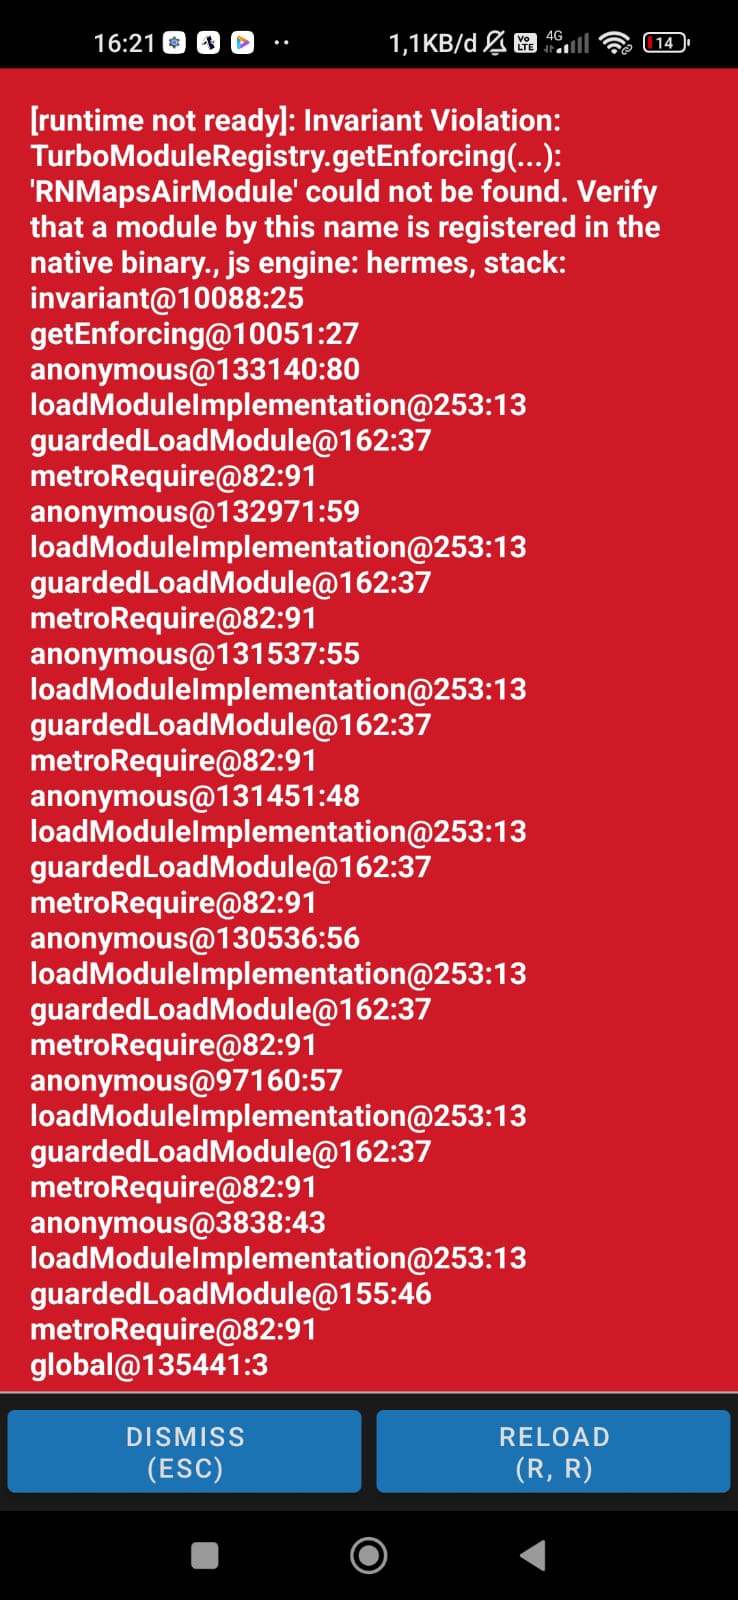 16:21
1,1KB/d
Vo LTE
4G
14
[runtime not ready]: Invariant Violation:
TurboModuleRegistry.getEnforcing(...):
'RNMapsAirModule' could not be found. Verify
that a module by this name is registered in the
native binary., js engine: hermes, stack:
invariant@10088:25
getEnforcing@10051:27
anonymous@133140:80
loadModuleImplementation@253:13
guardedLoadModule@162:37
metroRequire@82:91
anonymous@132971:59
loadModuleImplementation@253:13
guardedLoadModule@162:37
metroRequire@82:91
anonymous@131537:55
loadModuleImplementation@253:13
guardedLoadModule@162:37
metroRequire@82:91
anonymous@131451:48
loadModuleImplementation@253:13
guardedLoadModule@162:37
metroRequire@82:91
anonymous@130536:56
loadModuleImplementation@253:13
guardedLoadModule@162:37
metroRequire@82:91
anonymous@97160:57
loadModuleImplementation@253:13
guardedLoadModule@162:37
metroRequire@82:91
anonymous@3838:43
loadModuleImplementation@253:13
guardedLoadModule@155:46
metroRequire@82:91
global@135441:3
DISMISS
(ESC)
RELOAD
(R, R)